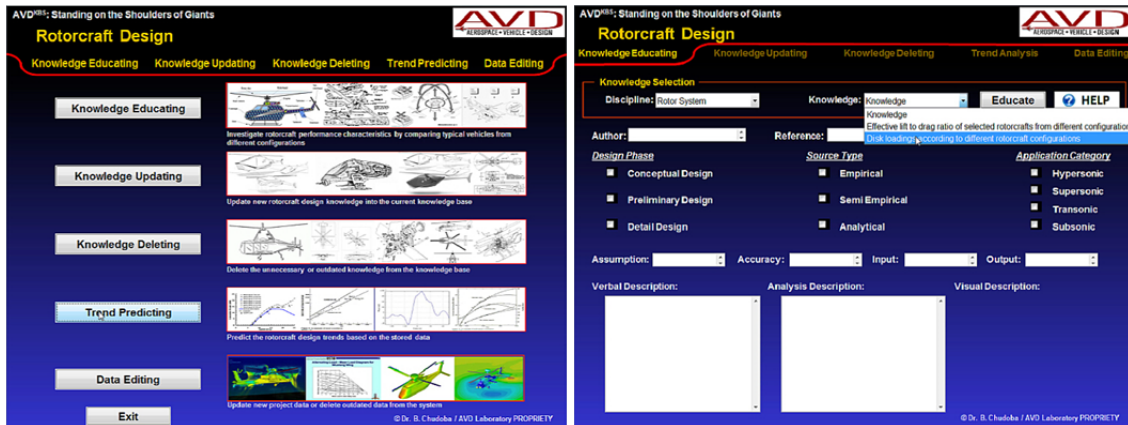 AVDKBS: Standing on the Shoulders of Giants
AVD
AEROSPACE • VEHICLE • DESIGN
Rotorcraft Design
Knowledge Educating Knowledge Updating Knowledge Deleting Trend Predicting Data Editing
Knowledge Educating
Investigate rotorcraft performance characteristics by comparing typical vehicles from
different configurations
Knowledge Updating
Update new rotorcraft design knowledge into the current knowledge base
Knowledge Deleting
Delete the unnecessary or outdated knowledge from the knowledge base
Trend Predicting
Predict the rotorcraft design trends based on the stored data
Data Editing
Update new project data or delete outdated data from the system
Exit
© Dr. B. Chudoba / AVD Laboratory PROPRIETY
AVDKBS: Standing on the Shoulders of Giants
AVD
AEROSPACE • VEHICLE • DESIGN
Rotorcraft Design
Knowledge Educating Knowledge Updating Knowledge Deleting Trend Analysis Data Editing
Knowledge Selection
Discipline: Rotor System Knowledge: Knowledge Educate ? HELP
Knowledge
Effective lift to drag ratio of selected rotorcrafts from different configuration
Disk loadings according to different rotorcraft configurations
Author: Reference:
Design Phase Source Type Application Category
Conceptual Design Empirical Hypersonic
Supersonic
Preliminary Design Semi Empirical
Transonic
Detail Design Analytical Subsonic
Assumption: Accuracy: Input: Output:
Verbal Description: Analysis Description: Visual Description:
© Dr. B. Chudoba / AVD Laboratory PROPRIETY